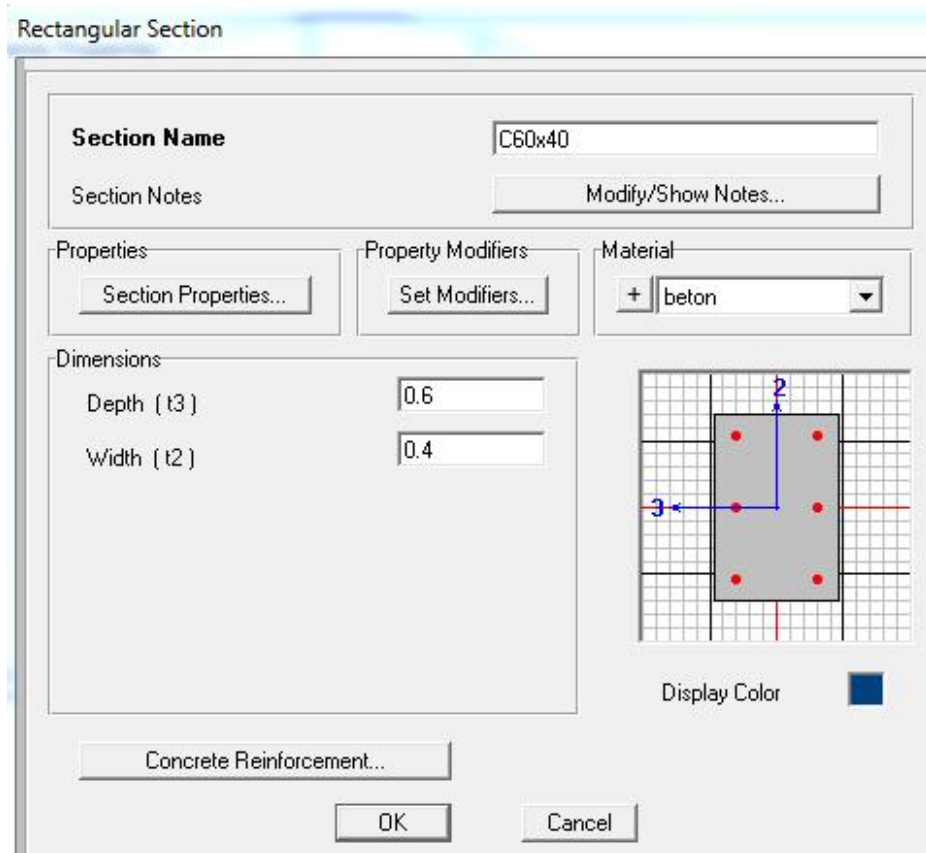 Rectangular Section
Section Name
C60x40
Section Notes
Modify/Show Notes...
Properties
Section Properties...
Property Modifiers
Set Modifiers...
Material
+
beton
Dimensions
Depth ( t3 )
0.6
Width ( t2 )
0.4
2
3
Display Color
Concrete Reinforcement...
OK
Cancel